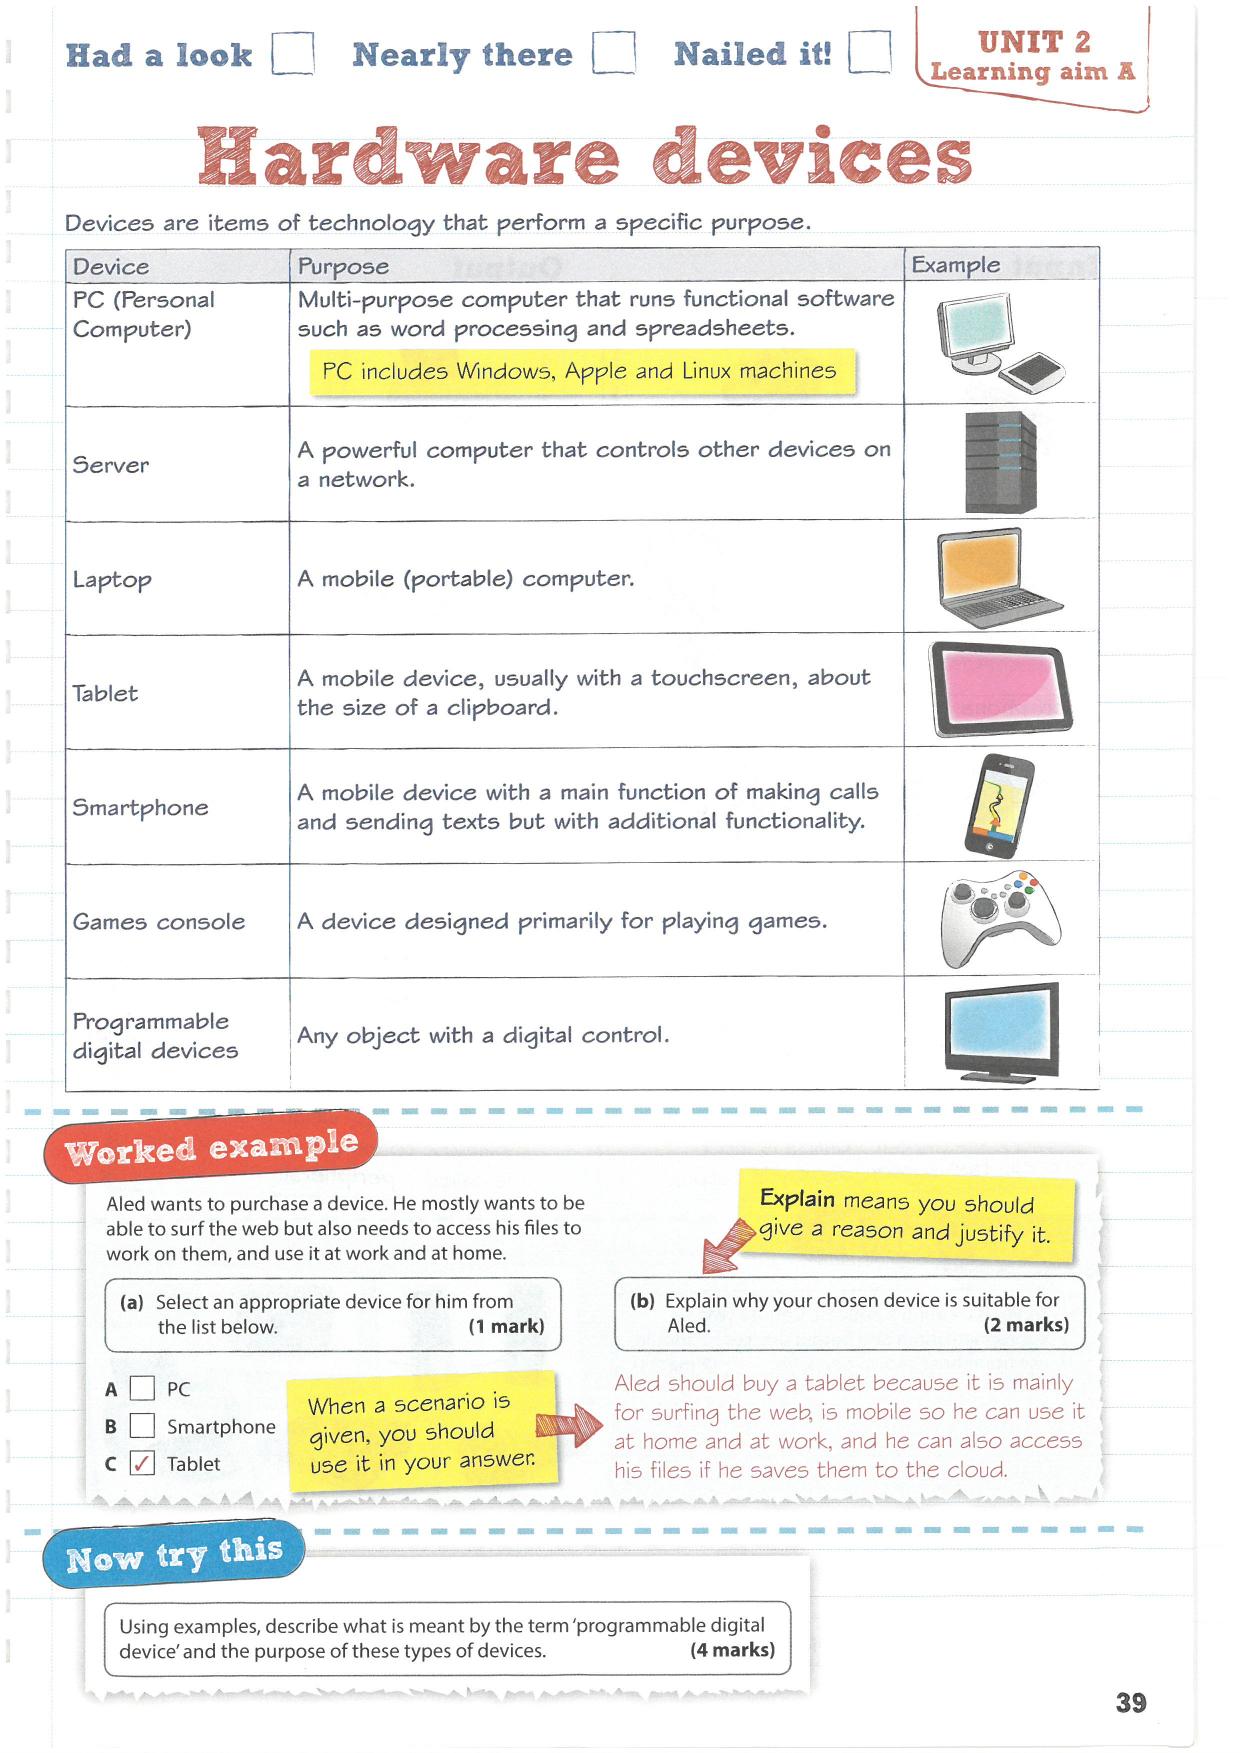 Had a look
Nearly there
Nailed it!
UNIT 2
Learning aim A
Hardware devices
Devices are items of technology that perform a specific purpose.
Device
Purpose
Example
PC (Personal
Computer)
Multi-purpose computer that runs functional software
such as word processing and spreadsheets.
PC includes Windows, Apple and Linux machines
Server
A powerful computer that controls other devices on
a network.
Laptop
A mobile (portable) computer.
Tablet
A mobile device, usually with a touchscreen, about
the size of a clipboard.
Smartphone
A mobile device with a main function of making calls
and sending texts but with additional functionality.
Games console
A device designed primarily for playing games.
Programmable
digital devices
Any object with a digital control.
Worked example
Aled wants to purchase a device. He mostly wants to be
able to surf the web but also needs to access his files to
work on them, and use it at work and at home.
(a) Select an appropriate device for him from
the list below. (1 mark)
A PC
B Smartphone
C ✓ Tablet
When a scenario is
given, you should
use it in your answer.
Explain means you should
give a reason and justify it.
(b) Explain why your chosen device is suitable for
Aled. (2 marks)
Aled should buy a tablet because it is mainly
for surfing the web, is mobile so he can use it
at home and at work, and he can also access
his files if he saves them to the cloud.
Now try this
Using examples, describe what is meant by the term 'programmable digital
device' and the purpose of these types of devices. (4 marks)
39